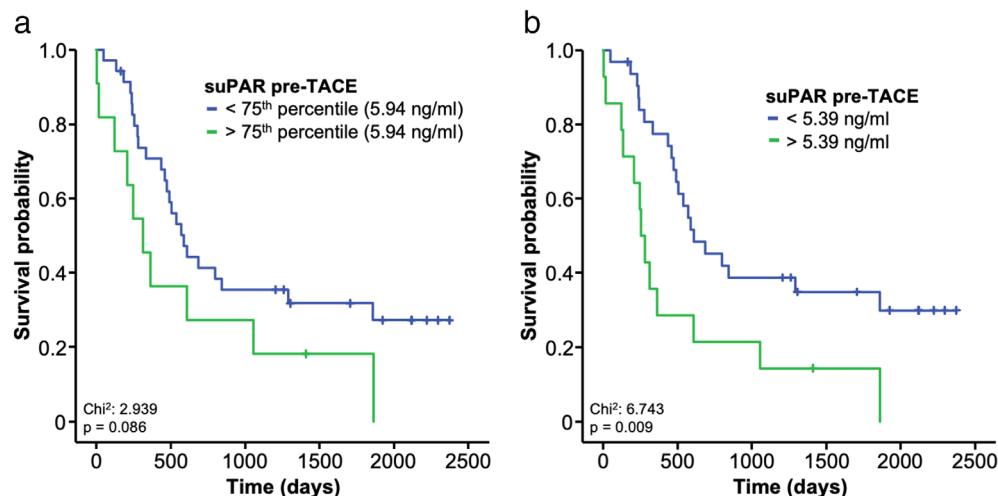 a
1.0
0.8
0.6
0.4
0.2
0
Survival probability
suPAR pre-TACE
< 75th percentile (5.94 ng/ml)
> 75th percentile (5.94 ng/ml)
Chi²: 2.939
p = 0.086
0 500 1000 1500 2000 2500
Time (days)
b
1.0
0.8
0.6
0.4
0.2
0
Survival probability
suPAR pre-TACE
< 5.39 ng/ml
> 5.39 ng/ml
Chi²: 6.743
p = 0.009
0 500 1000 1500 2000 2500
Time (days)